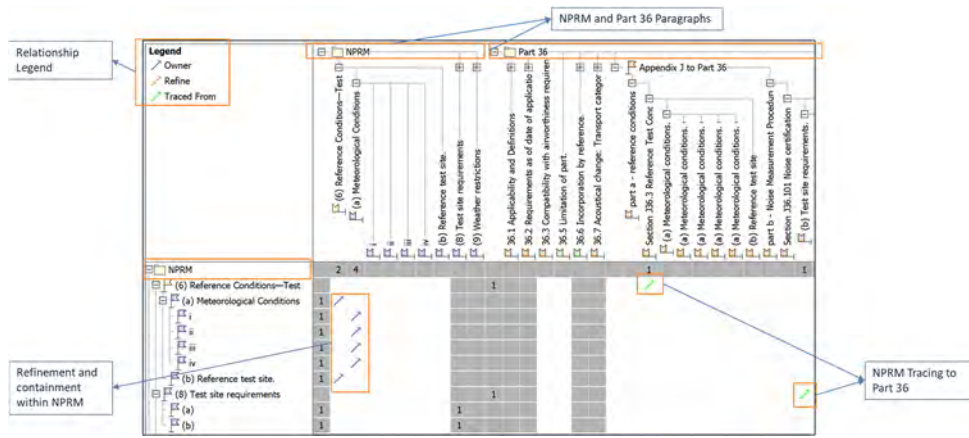 NPRM and Part 36 Paragraphs
Relationship
Legend
Legend
Owner
Refine
Traced From
NPRM
Part 36
Appendix J to Part 36
(6) Reference Conditions—Test
(a) Meteorological Conditions
i
ii
iii
iv
(b) Reference test site.
(8) Test site requirements
(9) Weather restrictions
36.1 Applicability and Definitions
36.2 Requirements as of date of applicatio
36.3 Compatibility with airworthiness requiren
36.5 Limitation of part.
36.6 Incorporation by reference.
36.7 Acoustical change: Transport categor
part a - reference conditions
Section J36.3 Reference Test Conc
(a) Meteorological conditions.
(a) Meteorological conditions.
(a) Meteorological conditions.
(a) Meteorological conditions.
(a) Meteorological conditions.
(b) Reference test site
part b - Noise Measurement Procedun
Section J36.101 Noise certification
(b) Test site requirements.
NPRM 2 4 1 1
(6) Reference Conditions—Test 1
(a) Meteorological Conditions 1
i 1
ii 1
iii 1
iv 1
(b) Reference test site. 1
(8) Test site requirements 1
(a) 1 1
(b) 1 1
Refinement and
containment
within NPRM
NPRM Tracing to
Part 36